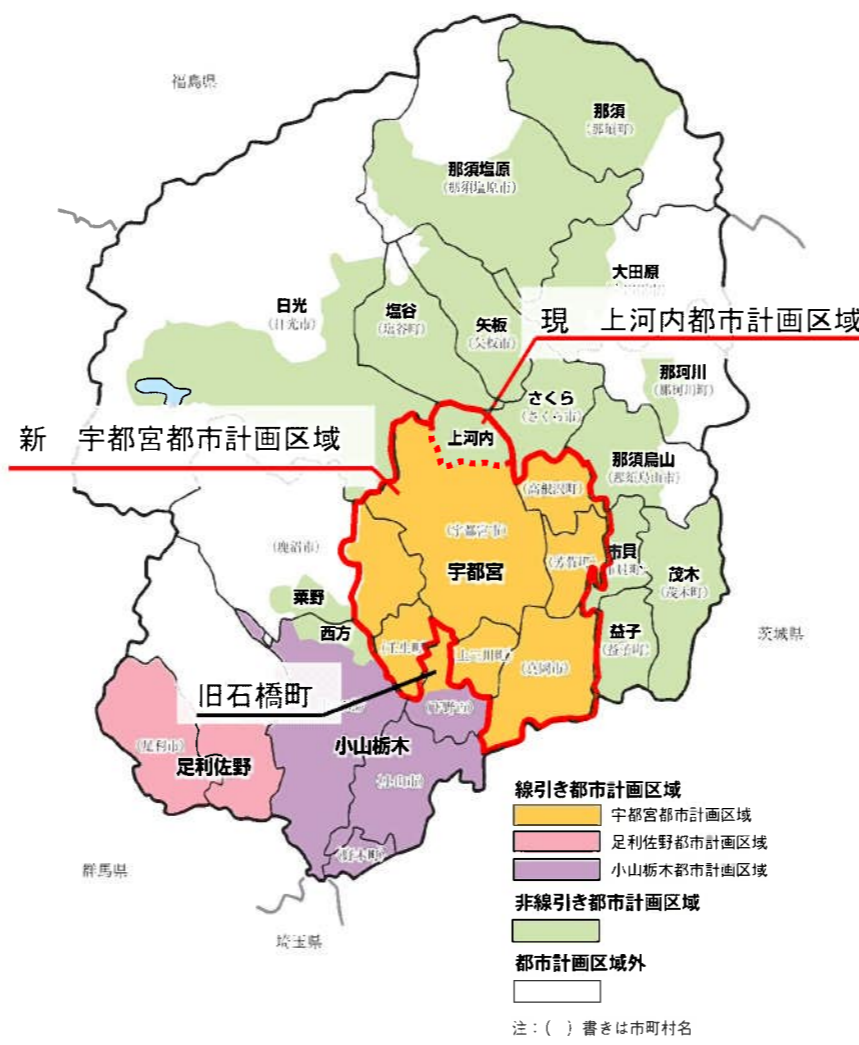 福島県
那須
(那須町)
那須塩原
(那須塩原市)
大田原
日光
(日光市)
塩谷
(塩谷町)
矢板
(矢板市)
現 上河内都市計画区域
那珂川
(那珂川町)
さくら
(さくら市)
新 宇都宮都市計画区域
上河内
那須烏山
(那須烏山市)
(高根沢町)
(鹿沼市)
(宇都宮市)
宇都宮
(芳賀町)
市貝
茂木
(茂木町)
粟野
西方
益子
(益子町)
茨城県
(壬生町)
(上三川町)
(真岡市)
旧石橋町
(下野市)
(足利市)
足利佐野
小山栃木
(小山市)
(野木町)
群馬県
埼玉県
線引き都市計画区域
宇都宮都市計画区域
足利佐野都市計画区域
小山栃木都市計画区域
非線引き都市計画区域
都市計画区域外
注：( ) 書きは市町村名